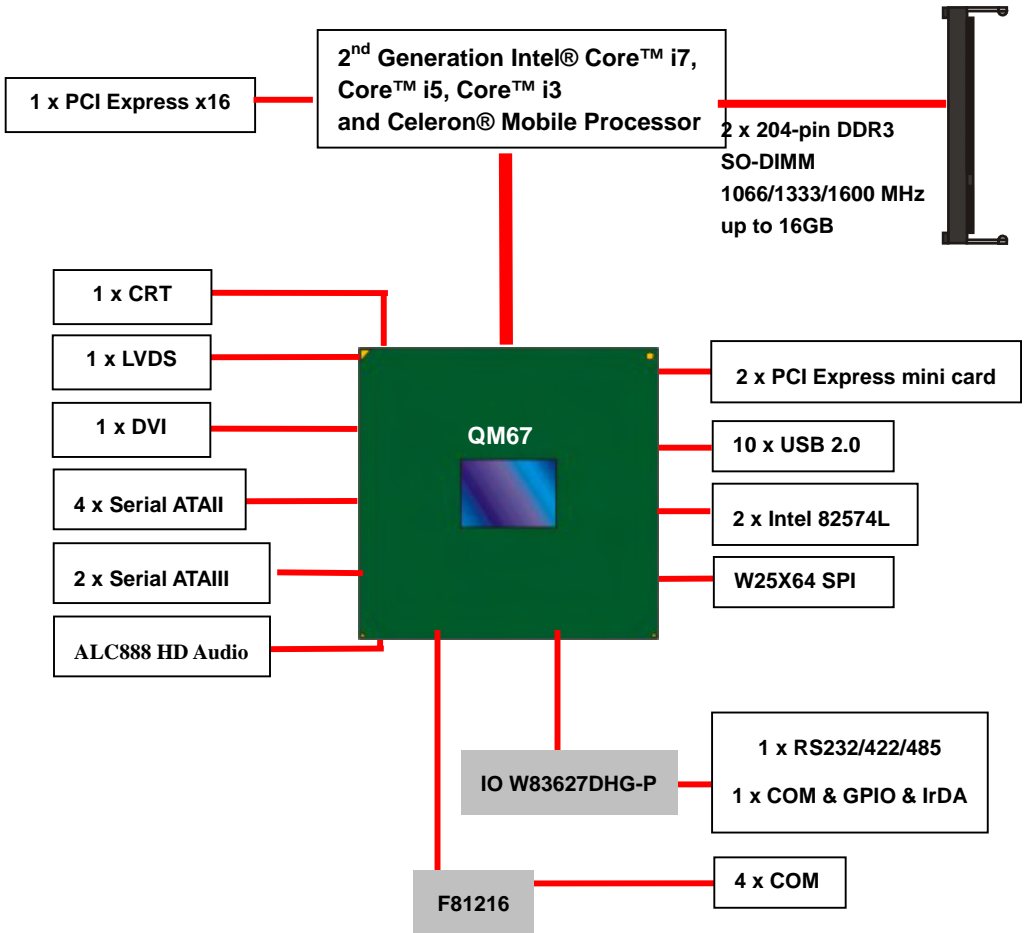 2nd Generation Intel® Core™ i7,
Core™ i5, Core™ i3
and Celeron® Mobile Processor
1 x PCI Express x16
2 x 204-pin DDR3
SO-DIMM
1066/1333/1600 MHz
up to 16GB
1 x CRT
1 x LVDS
1 x DVI
4 x Serial ATAII
2 x Serial ATAIII
ALC888 HD Audio
QM67
2 x PCI Express mini card
10 x USB 2.0
2 x Intel 82574L
W25X64 SPI
IO W83627DHG-P
1 x RS232/422/485
1 x COM & GPIO & IrDA
F81216
4 x COM